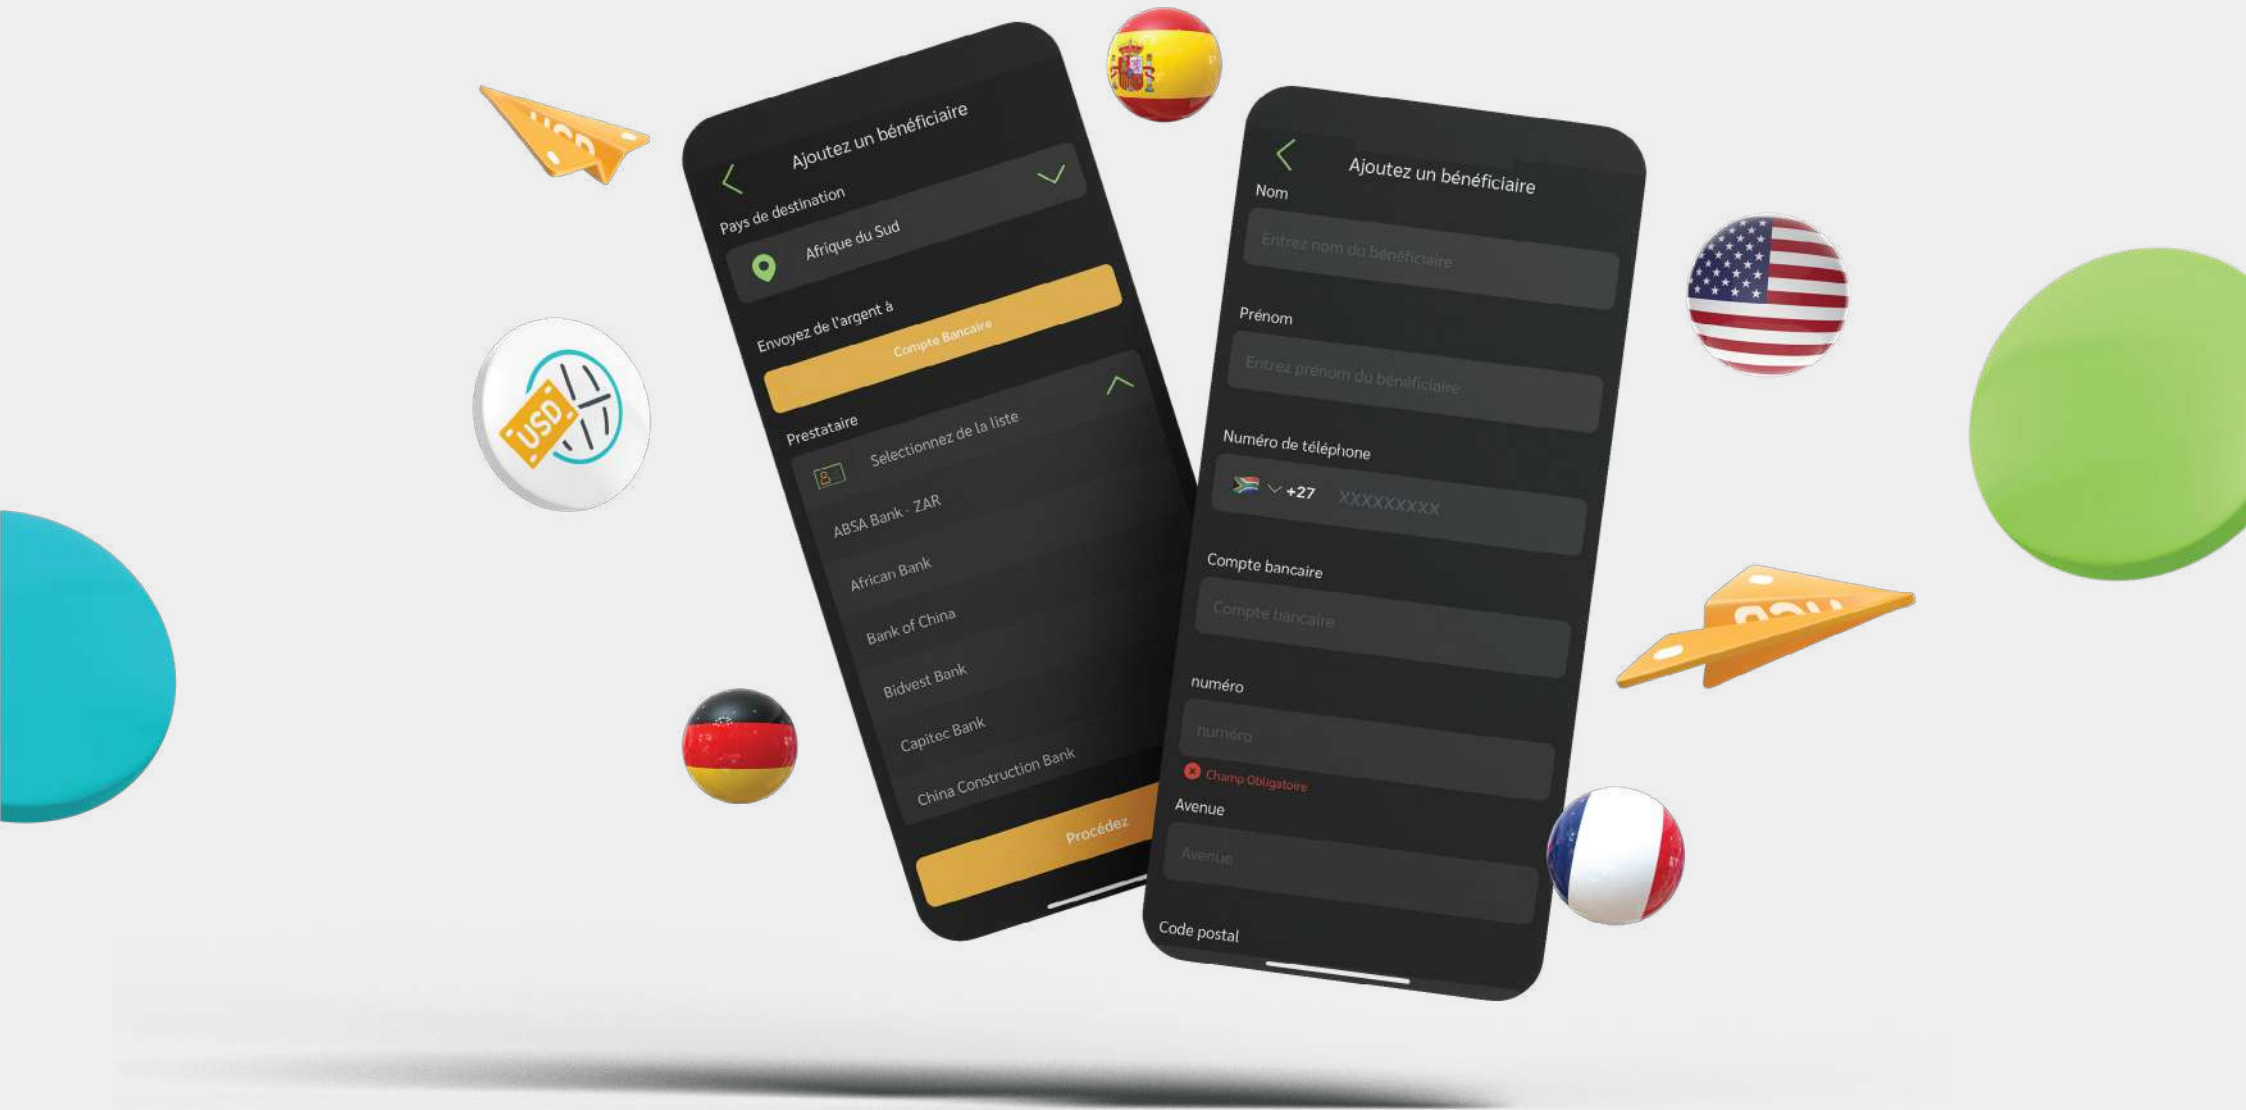 Ajoutez un bénéficiaire
Pays de destination
Afrique du Sud
Envoyez de l'argent à
Compte Bancaire
Prestataire
Selectionnez de la liste
ABSA Bank - ZAR
African Bank
Bank of China
Bidvest Bank
Capitec Bank
China Construction Bank
Procédez
Ajoutez un bénéficiaire
Nom
Entrez nom du bénéficiaire
Prénom
Entrez prénom du bénéficiaire
Numéro de téléphone
+27 XXXXXXXXX
Compte bancaire
Compte bancaire
numéro
numéro
Champ Obligatoire
Avenue
Avenue
Code postal
USD
USD
USD